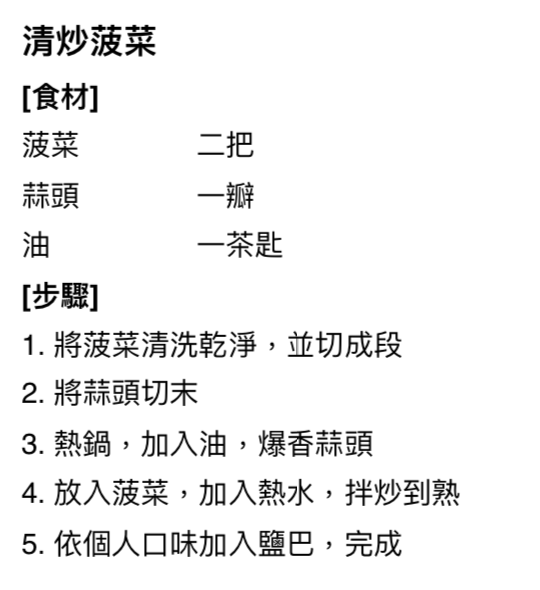 清炒菠菜
[食材]
菠菜 二把
蒜頭 一瓣
油 一茶匙
[步驟]
1. 將菠菜清洗乾淨，並切成段
2. 將蒜頭切末
3. 熱鍋，加入油，爆香蒜頭
4. 放入菠菜，加入熱水，拌炒到熟
5. 依個人口味加入鹽巴，完成